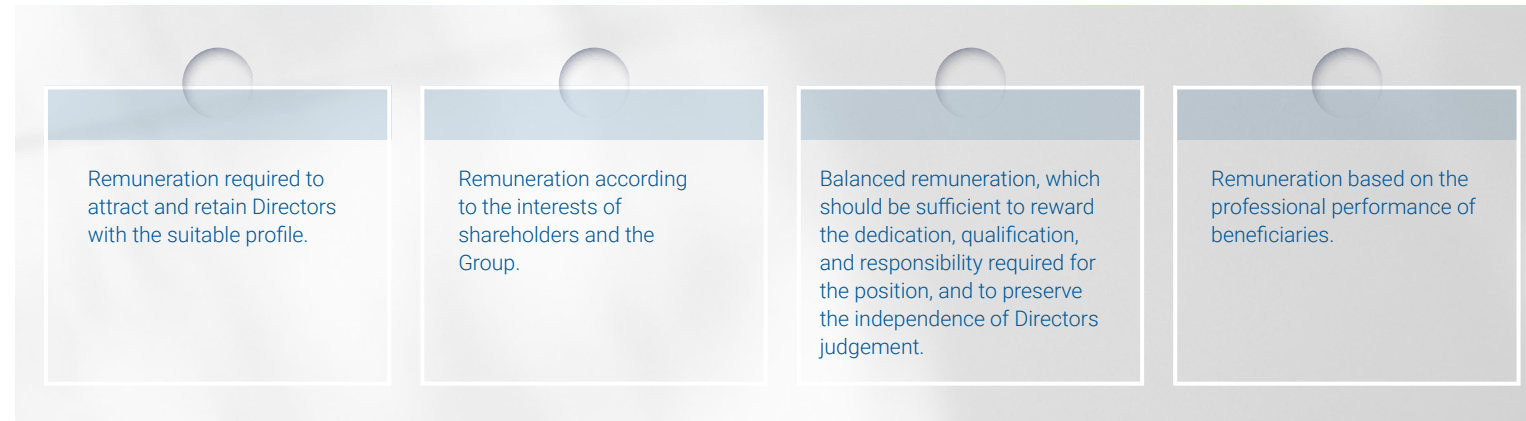 Remuneration required to
attract and retain Directors
with the suitable profile.
Remuneration according
to the interests of
shareholders and the
Group.
Balanced remuneration, which
should be sufficient to reward
the dedication, qualification,
and responsibility required for
the position, and to preserve
the independence of Directors
judgement.
Remuneration based on the
professional performance of
beneficiaries.